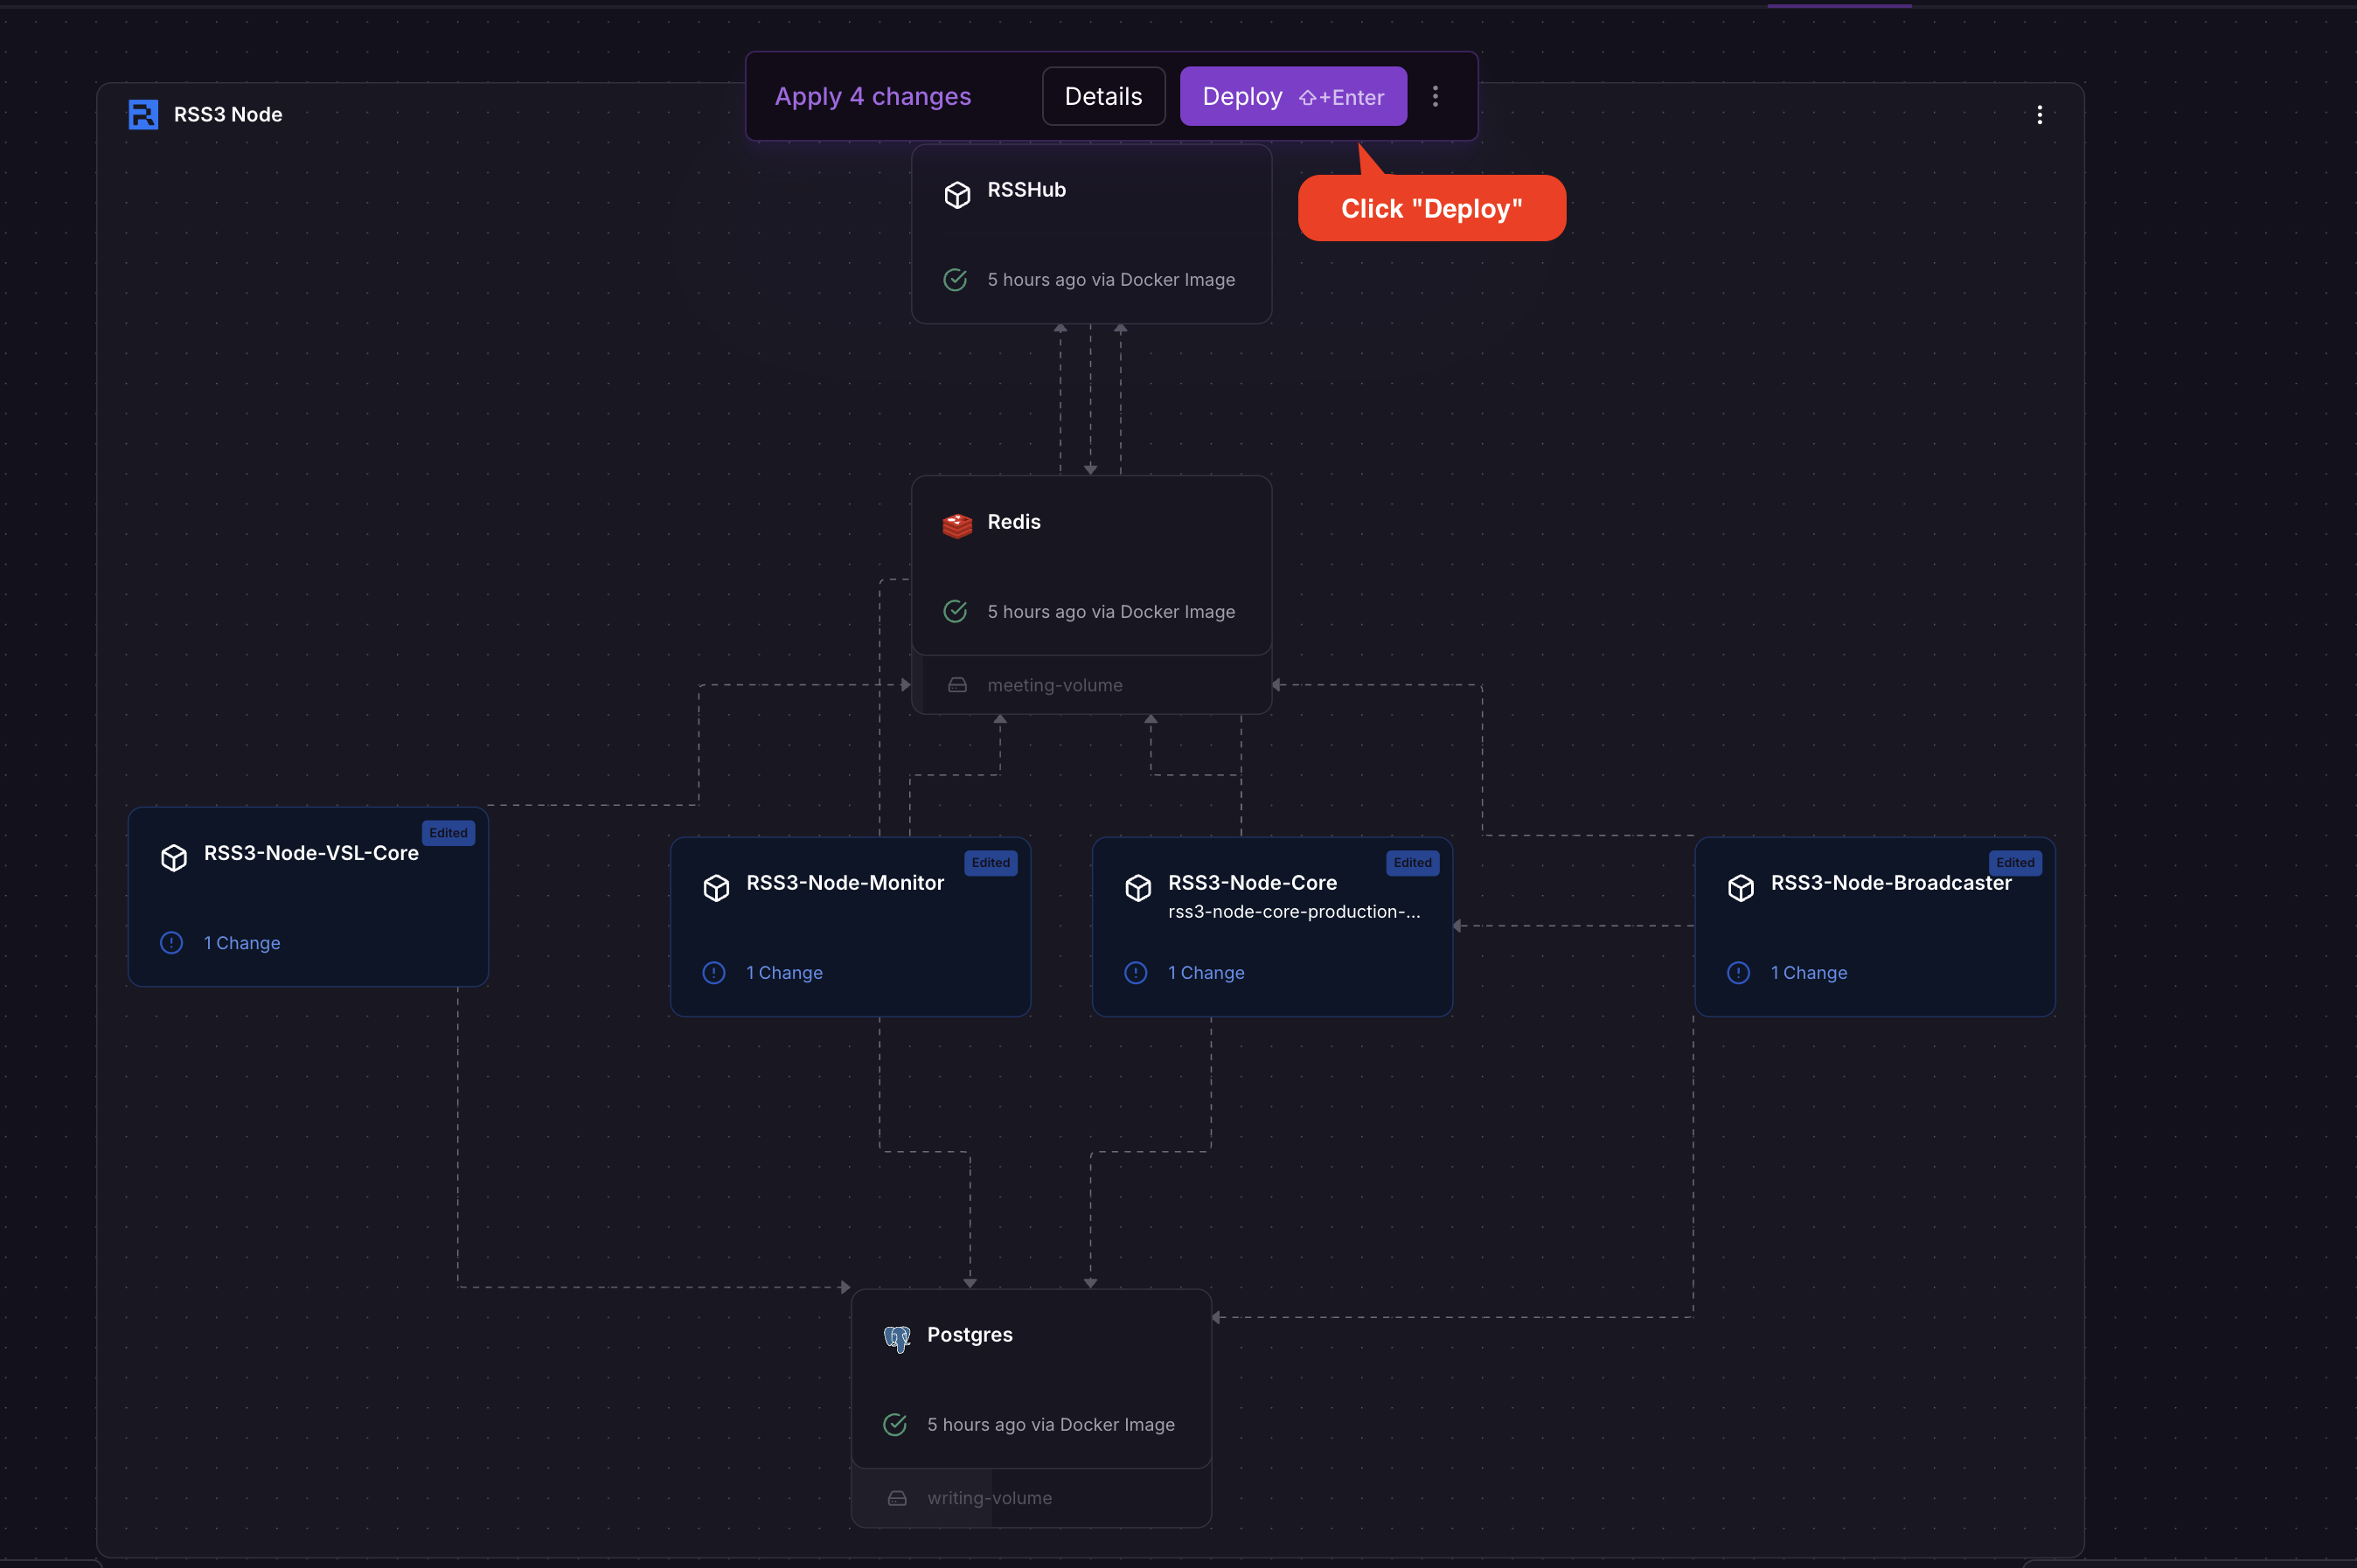 RSS3 Node
Apply 4 changes
Details
Deploy ⇧+Enter
Click "Deploy"
RSSHub
5 hours ago via Docker Image
Redis
5 hours ago via Docker Image
meeting-volume
Edited
RSS3-Node-VSL-Core
1 Change
Edited
RSS3-Node-Monitor
1 Change
Edited
RSS3-Node-Core
rss3-node-core-production-...
1 Change
Edited
RSS3-Node-Broadcaster
1 Change
Postgres
5 hours ago via Docker Image
writing-volume